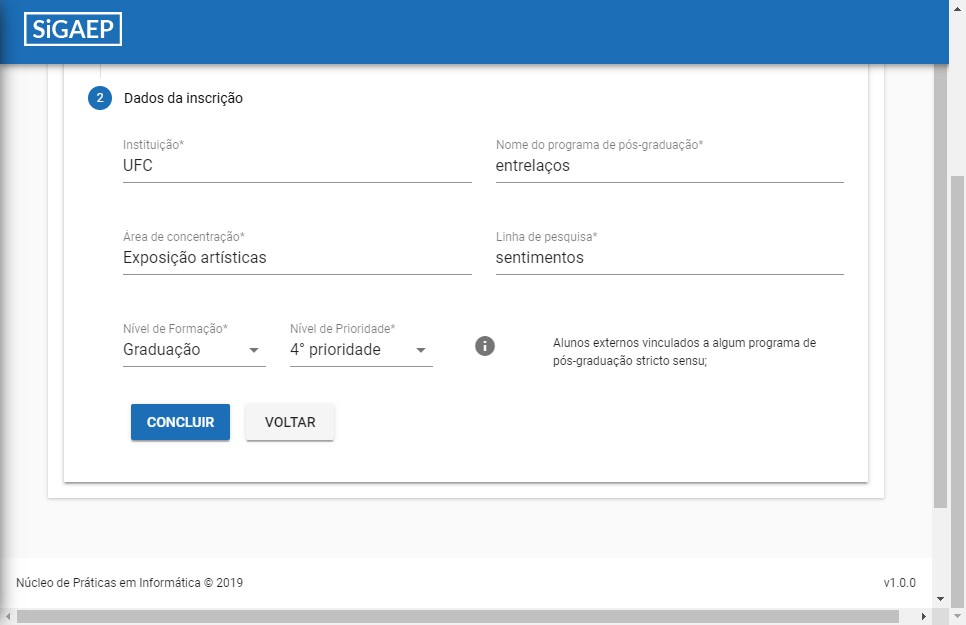 SiGAEP
2 Dados da inscrição
Instituição* Nome do programa de pós-graduação*
UFC entrelaços
Área de concentração* Linha de pesquisa*
Exposição artísticas sentimentos
Nível de Formação* Nível de Prioridade*
Graduação 4° prioridade
Alunos externos vinculados a algum programa de
pós-graduação stricto sensu;
CONCLUIR VOLTAR
Núcleo de Práticas em Informática © 2019 v1.0.0